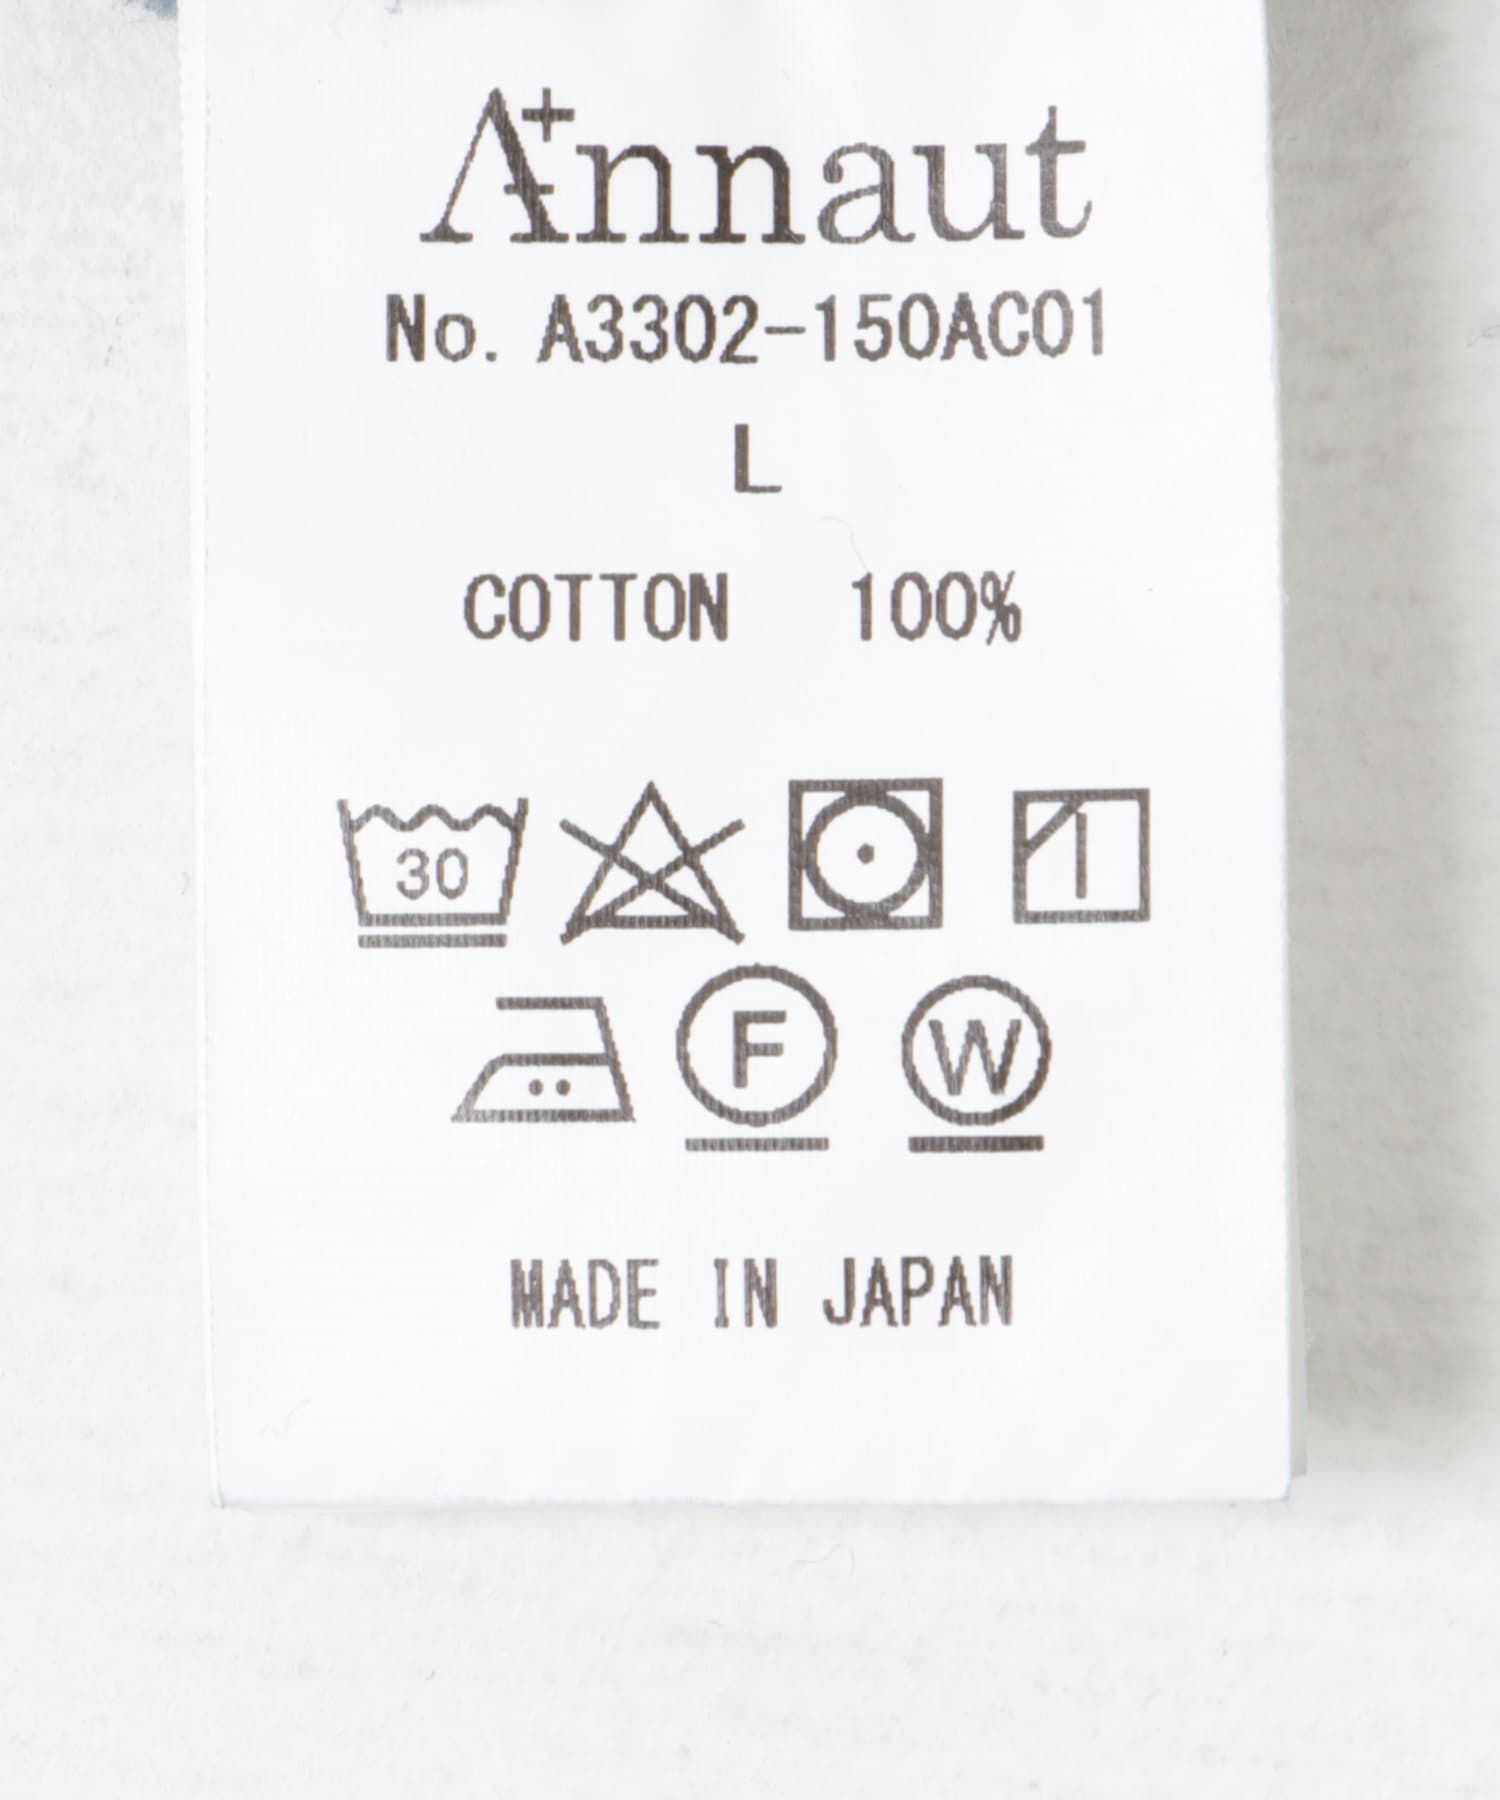 Annaut
No. A3302-150AC01
L
COTTON 100%
30
F W
MADE IN JAPAN